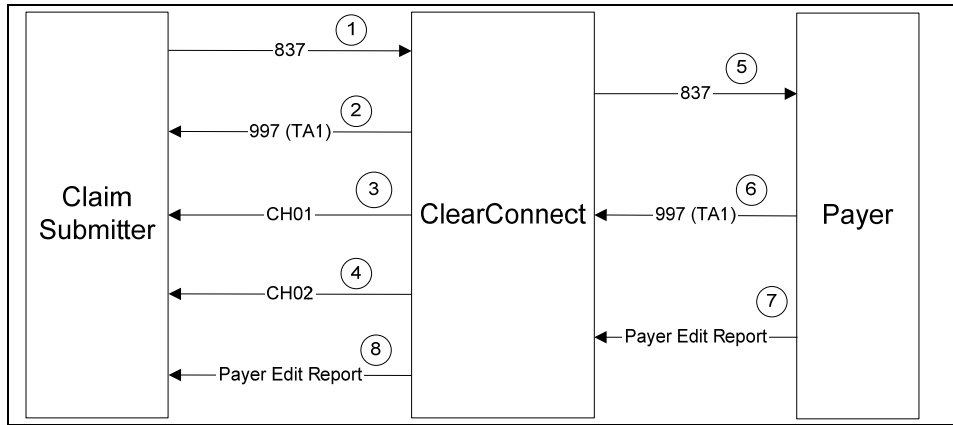 1
837
5
837
2
997 (TA1)
3
CH01
Claim
Submitter
ClearConnect
6
997 (TA1)
Payer
4
CH02
7
Payer Edit Report
8
Payer Edit Report